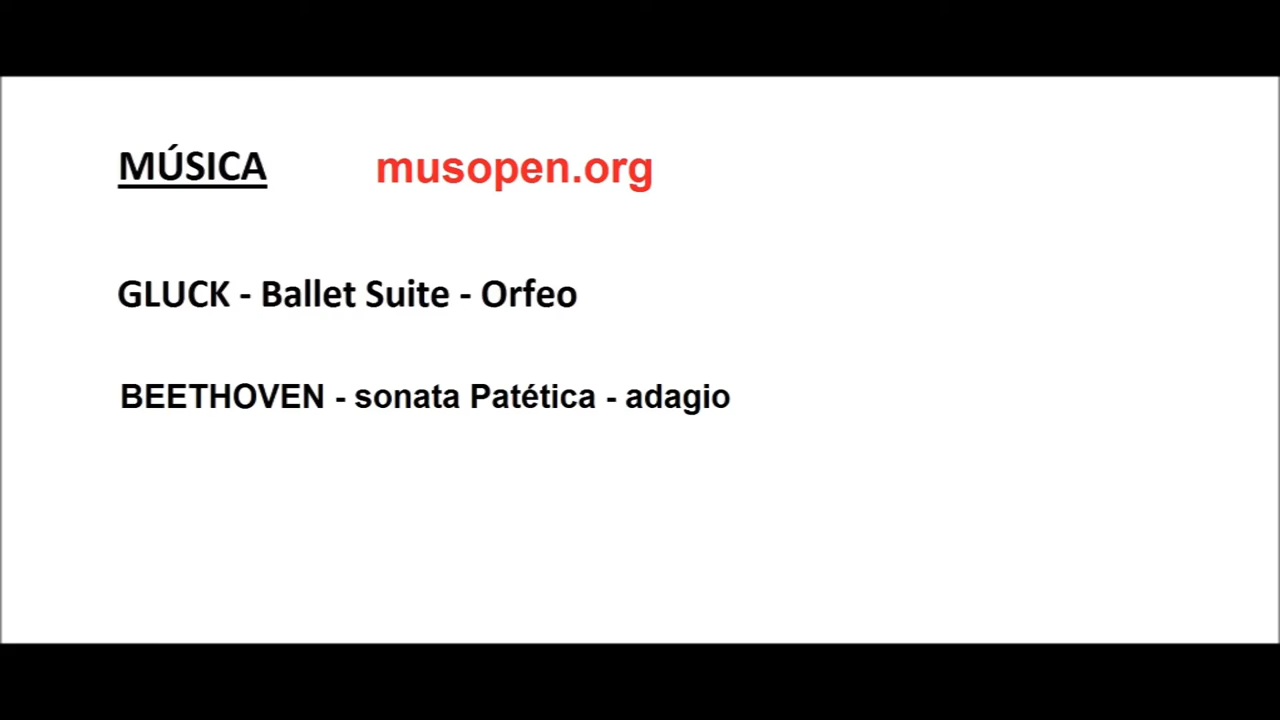 MÚSICA musopen.org
GLUCK - Ballet Suite - Orfeo
BEETHOVEN - sonata Patética - adagio